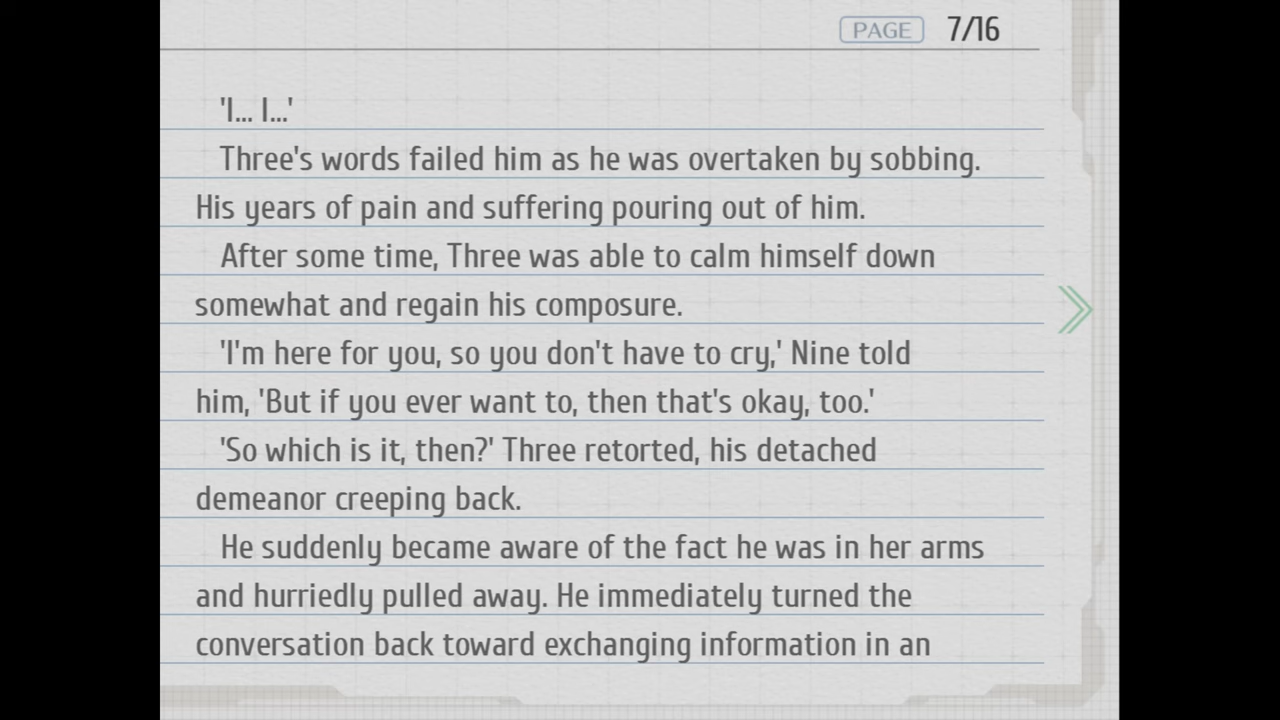 PAGE 7/16
'I... I...'
Three's words failed him as he was overtaken by sobbing.
His years of pain and suffering pouring out of him.
After some time, Three was able to calm himself down
somewhat and regain his composure.
'I'm here for you, so you don't have to cry,' Nine told
him, 'But if you ever want to, then that's okay, too.'
'So which is it, then?' Three retorted, his detached
demeanor creeping back.
He suddenly became aware of the fact he was in her arms
and hurriedly pulled away. He immediately turned the
conversation back toward exchanging information in an